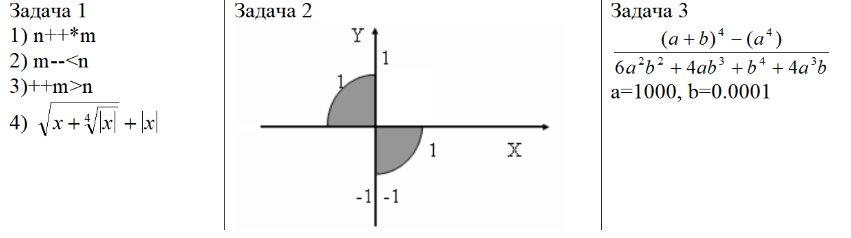 Задача 1
1) n++*m
2) m--<n
3)++m>n
4) √(x + ⁴√|x|) + |x|
Задача 2
Y
1
1
1
X
-1 -1
Задача 3
(a + b)⁴ − (a⁴)
6a²b² + 4ab³ + b⁴ + 4a³b
a=1000, b=0.0001